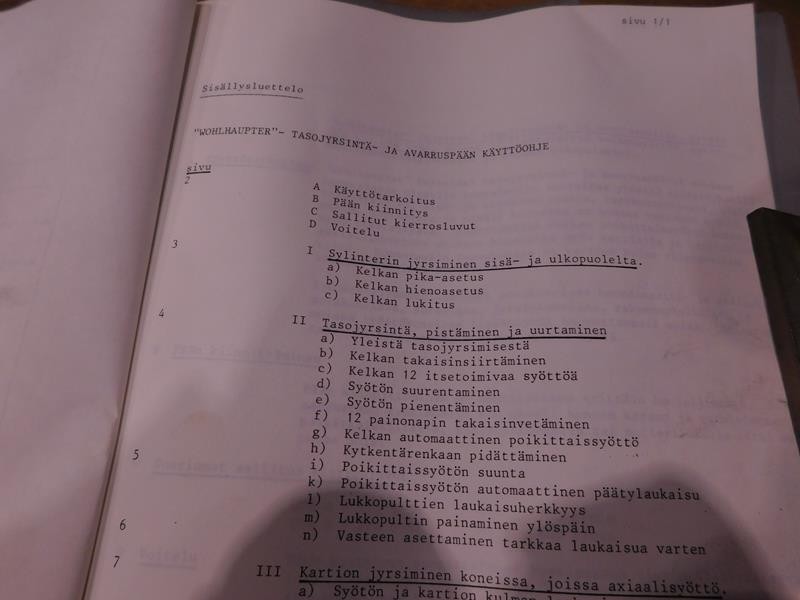 sivu 1/1
Sisällysluettelo
"WOHLHAUPTER"- TASOJYRSINTÄ- JA AVARRUSPÄÄN KÄYTTÖOHJE
sivu
2
A Käyttötarkoitus
B Pään kiinnitys
C Sallitut kierrosluvut
D Voitelu
3
I Sylinterin jyrsiminen sisä- ja ulkopuolelta.
a) Kelkan pika-asetus
b) Kelkan hienoasetus
c) Kelkan lukitus
4
II Tasojyrsintä, pistäminen ja uurtaminen
a) Yleistä tasojyrsimisestä
b) Kelkan takaisinsiirtäminen
c) Kelkan 12 itsetoimivaa syöttöä
d) Syötön suurentaminen
e) Syötön pienentäminen
f) 12 painonapin takaisinvetäminen
g) Kelkan automaattinen poikittaissyöttö
h) Kytkentärenkaan pidättäminen
5
i) Poikittaissyötön suunta
k) Poikittaissyötön automaattinen päätylaukaisu
l) Lukkopulttien laukaisuherkkyys
6
m) Lukkopultin painaminen ylöspäin
n) Vasteen asettaminen tarkkaa laukaisua varten
7
III Kartion jyrsiminen koneissa, joissa axiaalisyöttö.
a) Syötön ja kartion kulman